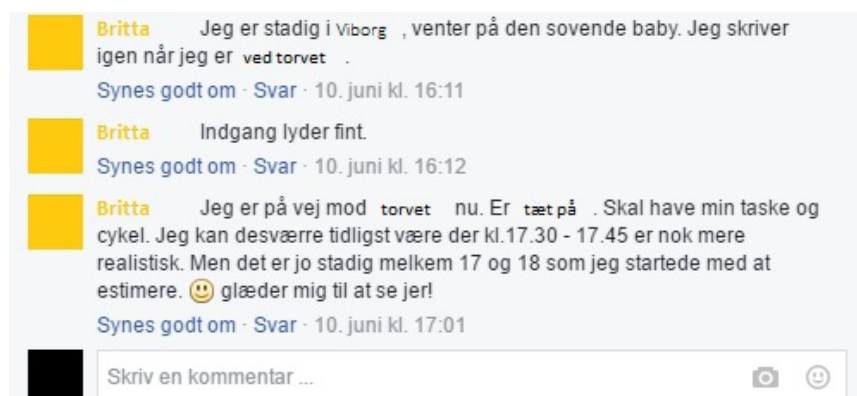 Britta Jeg er stadig i Viborg , venter på den sovende baby. Jeg skriver
igen når jeg er ved torvet .
Synes godt om · Svar · 10. juni kl. 16:11
Britta Indgang lyder fint.
Synes godt om · Svar · 10. juni kl. 16:12
Britta Jeg er på vej mod torvet nu. Er tæt på . Skal have min taske og
cykel. Jeg kan desværre tidligst være der kl.17.30 - 17.45 er nok mere
realistisk. Men det er jo stadig melkem 17 og 18 som jeg startede med at
estimere. 🙂 glæder mig til at se jer!
Synes godt om · Svar · 10. juni kl. 17:01
Skriv en kommentar ...